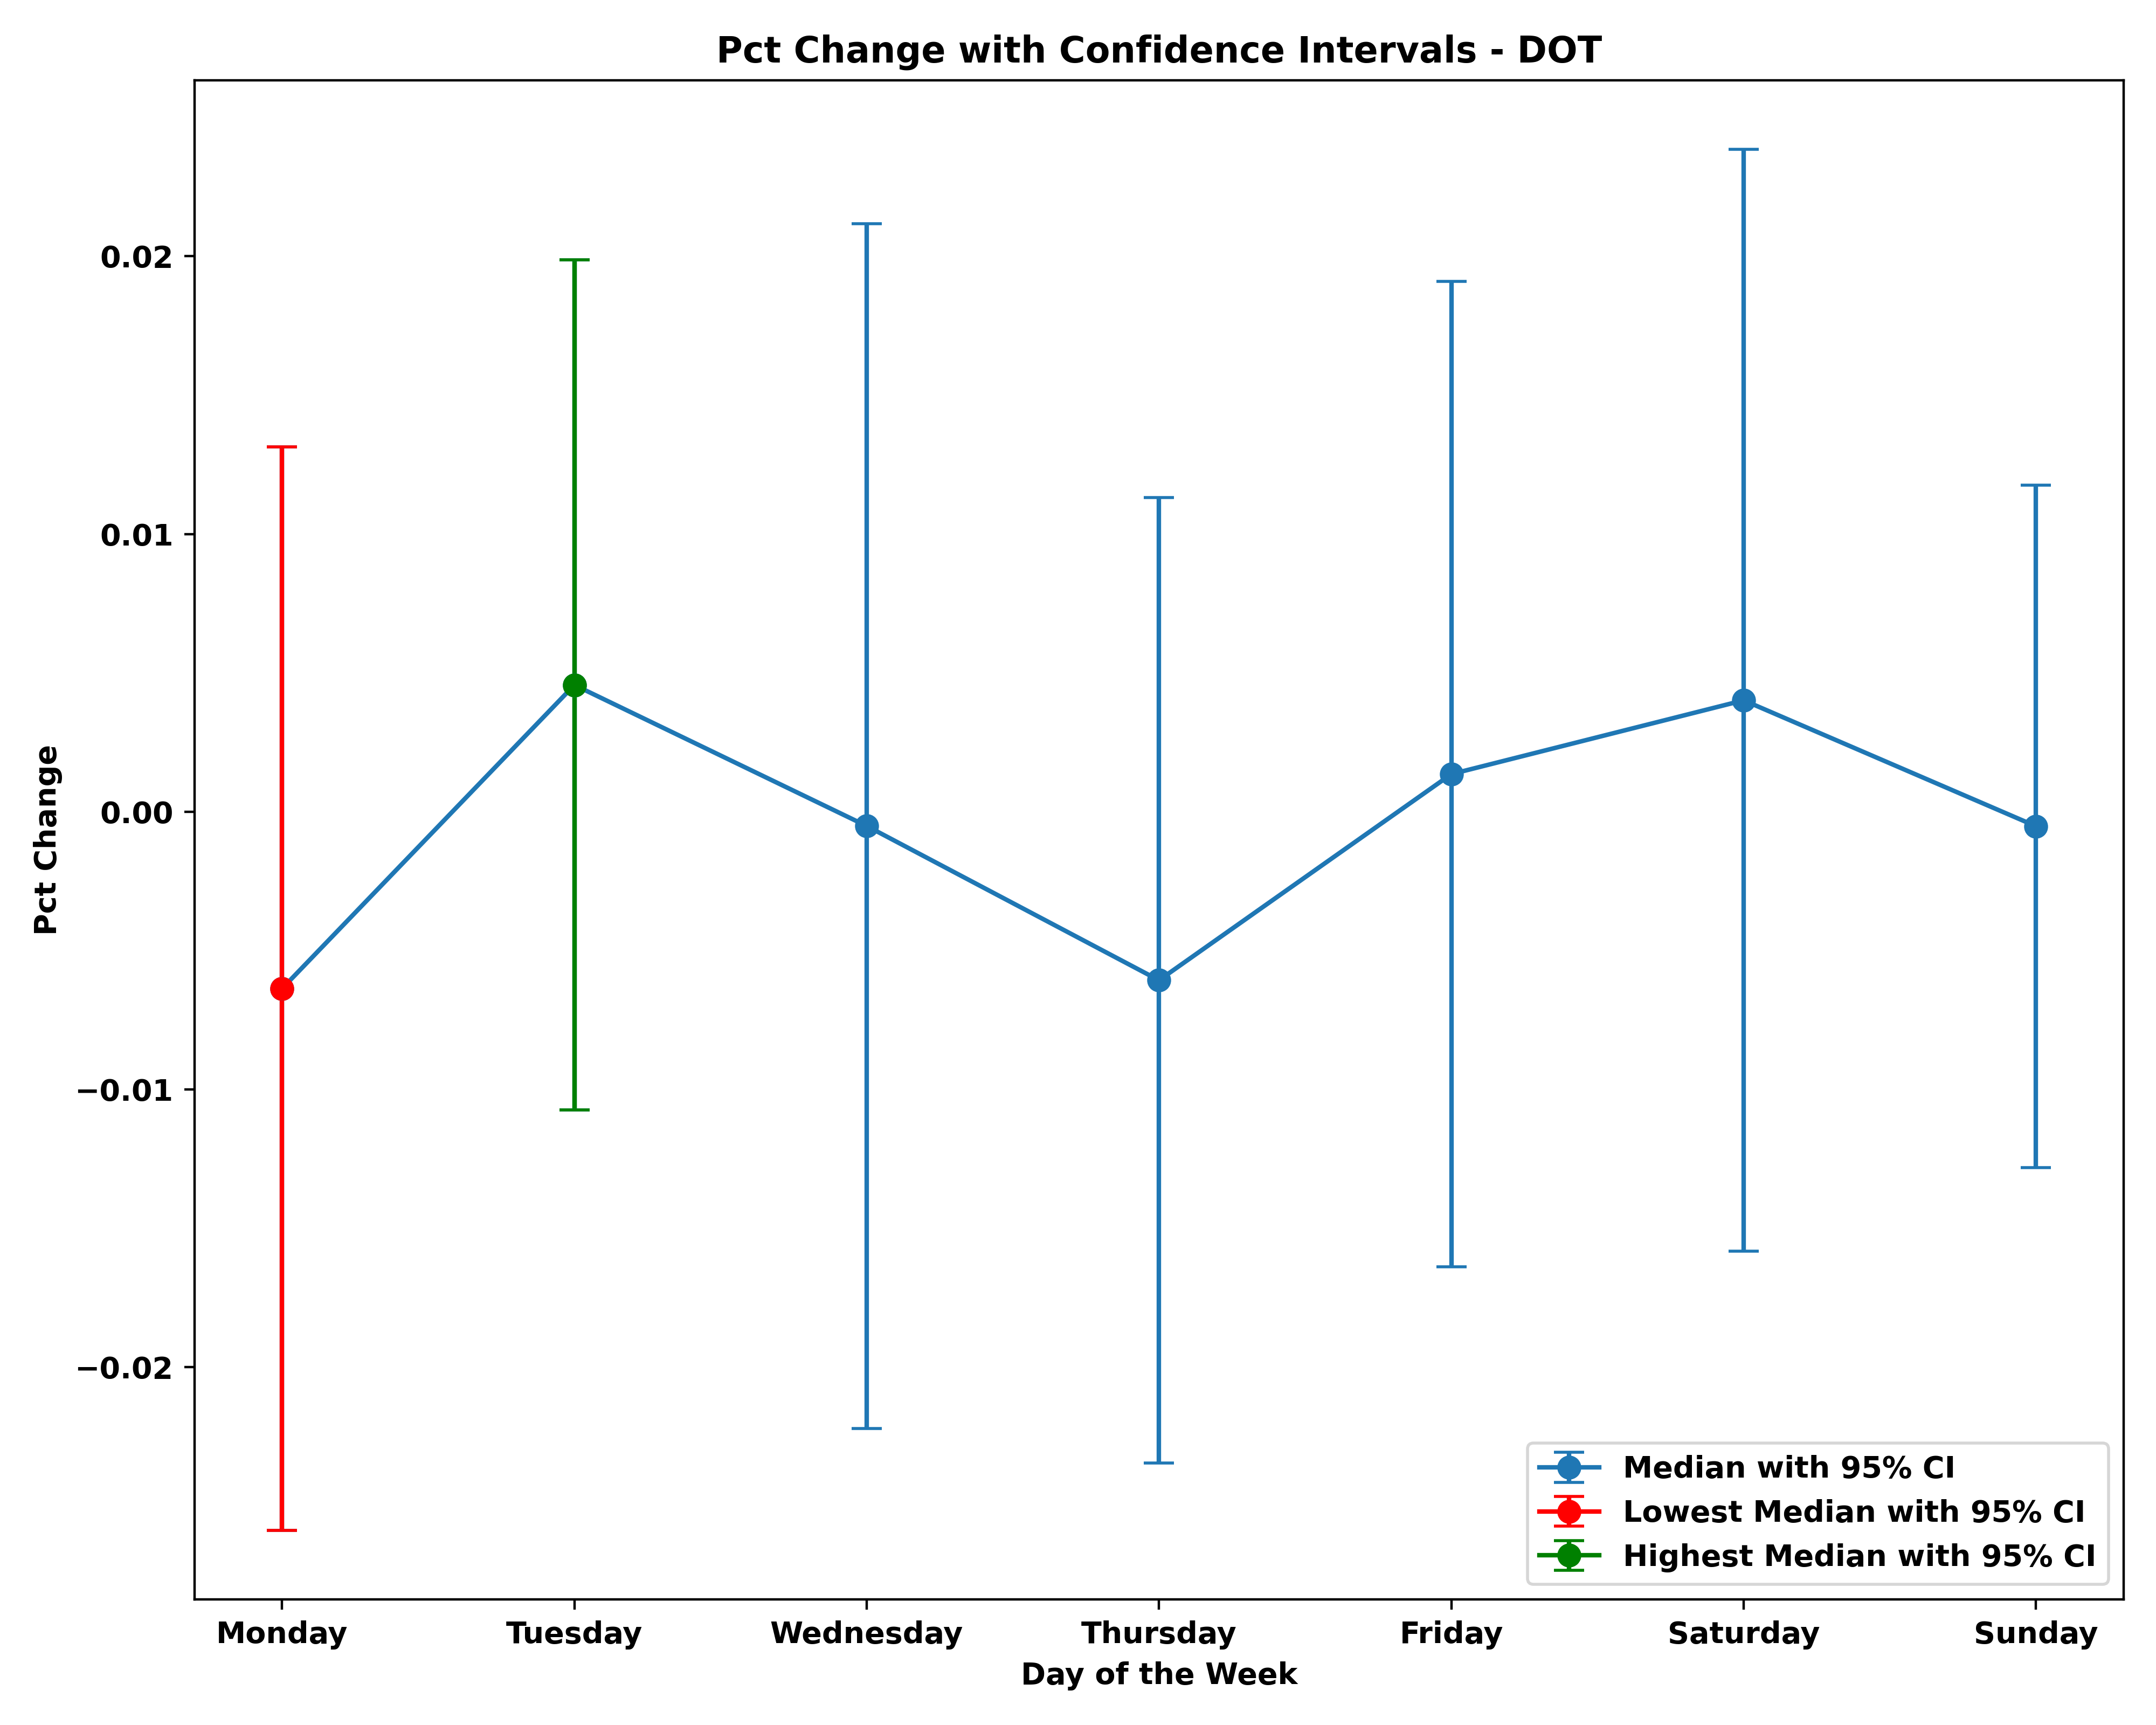 Pct Change with Confidence Intervals - DOT
0.02
0.01
0.00
−0.01
−0.02
Pct Change
Monday Tuesday Wednesday Thursday Friday Saturday Sunday
Day of the Week
Median with 95% CI
Lowest Median with 95% CI
Highest Median with 95% CI